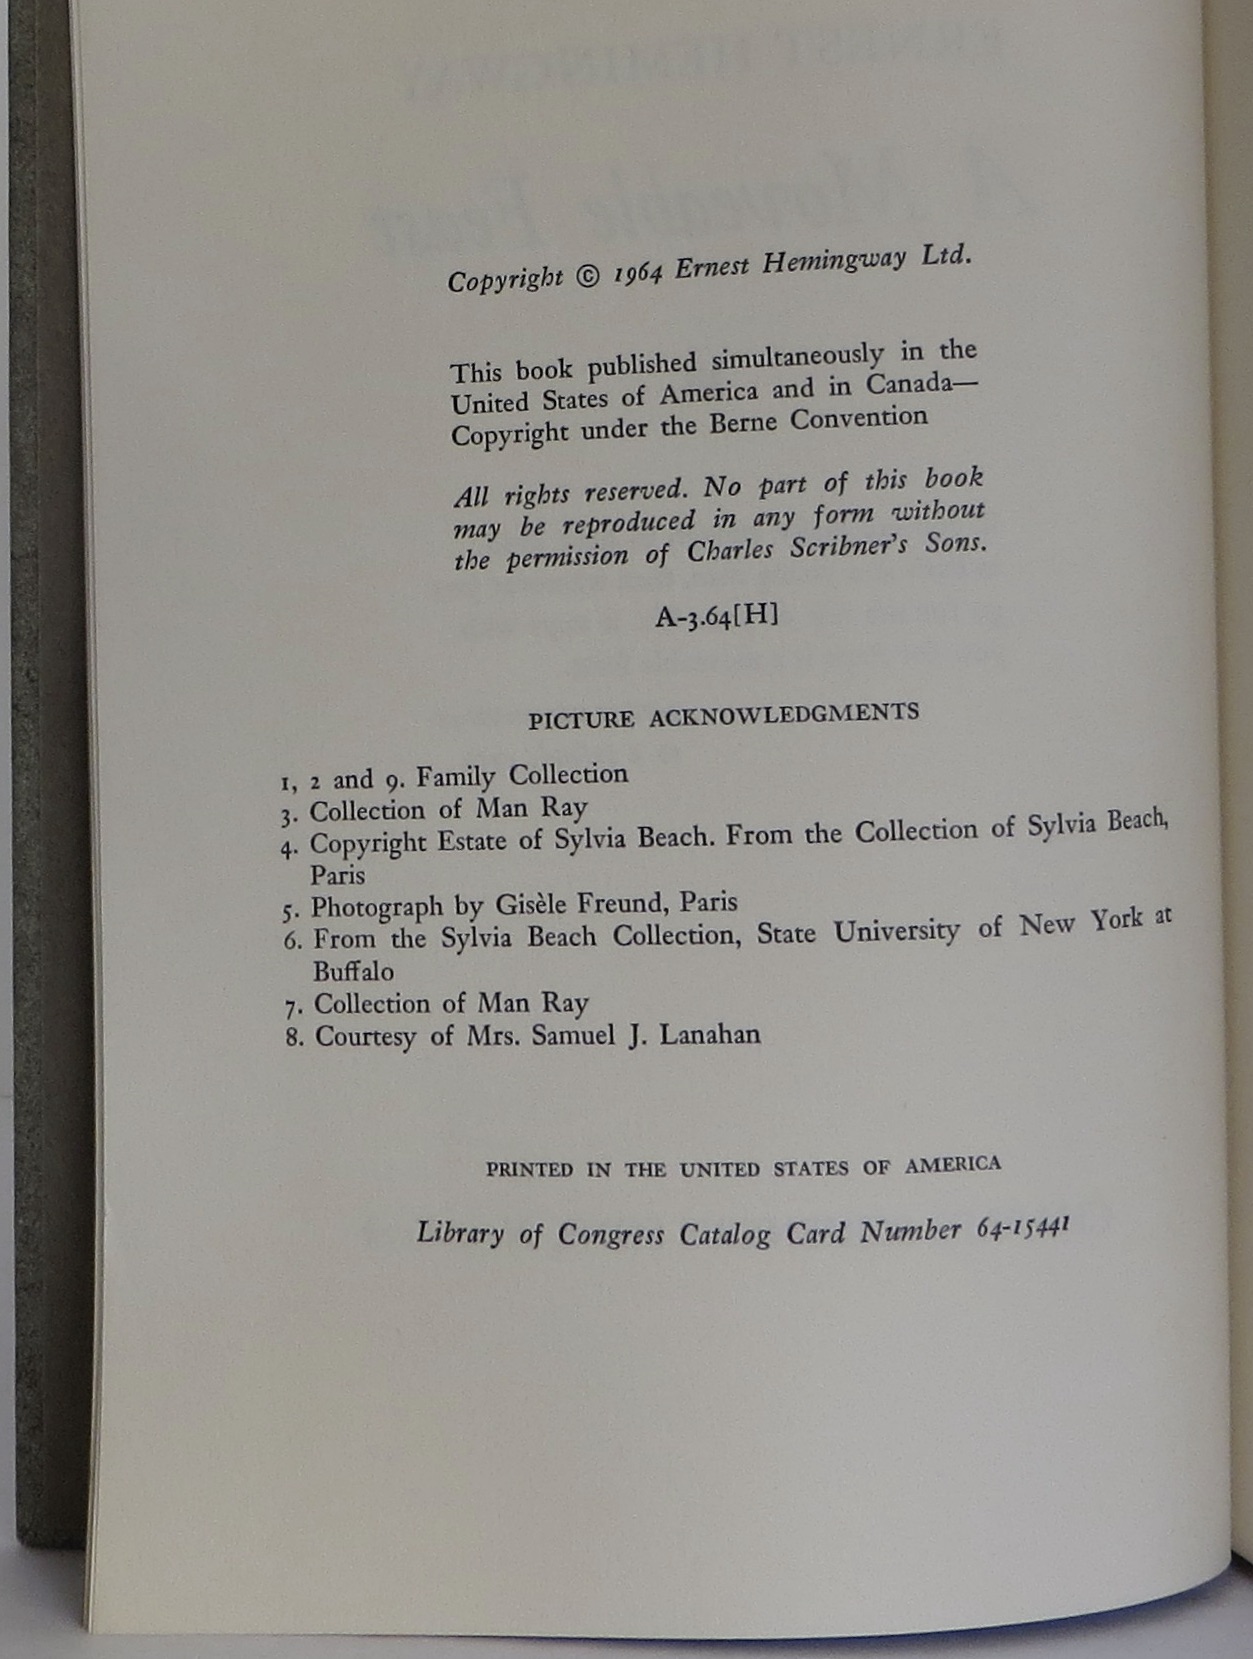 ERNEST HEMINGWAY
A Moveable Feast
Copyright © 1964 Ernest Hemingway Ltd.
This book published simultaneously in the
United States of America and in Canada—
Copyright under the Berne Convention
All rights reserved. No part of this book
may be reproduced in any form without
the permission of Charles Scribner's Sons.
A-3.64[H]
PICTURE ACKNOWLEDGMENTS
1, 2 and 9. Family Collection
3. Collection of Man Ray
4. Copyright Estate of Sylvia Beach. From the Collection of Sylvia Beach,
Paris
5. Photograph by Gisèle Freund, Paris
6. From the Sylvia Beach Collection, State University of New York at
Buffalo
7. Collection of Man Ray
8. Courtesy of Mrs. Samuel J. Lanahan
PRINTED IN THE UNITED STATES OF AMERICA
Library of Congress Catalog Card Number 64-15441